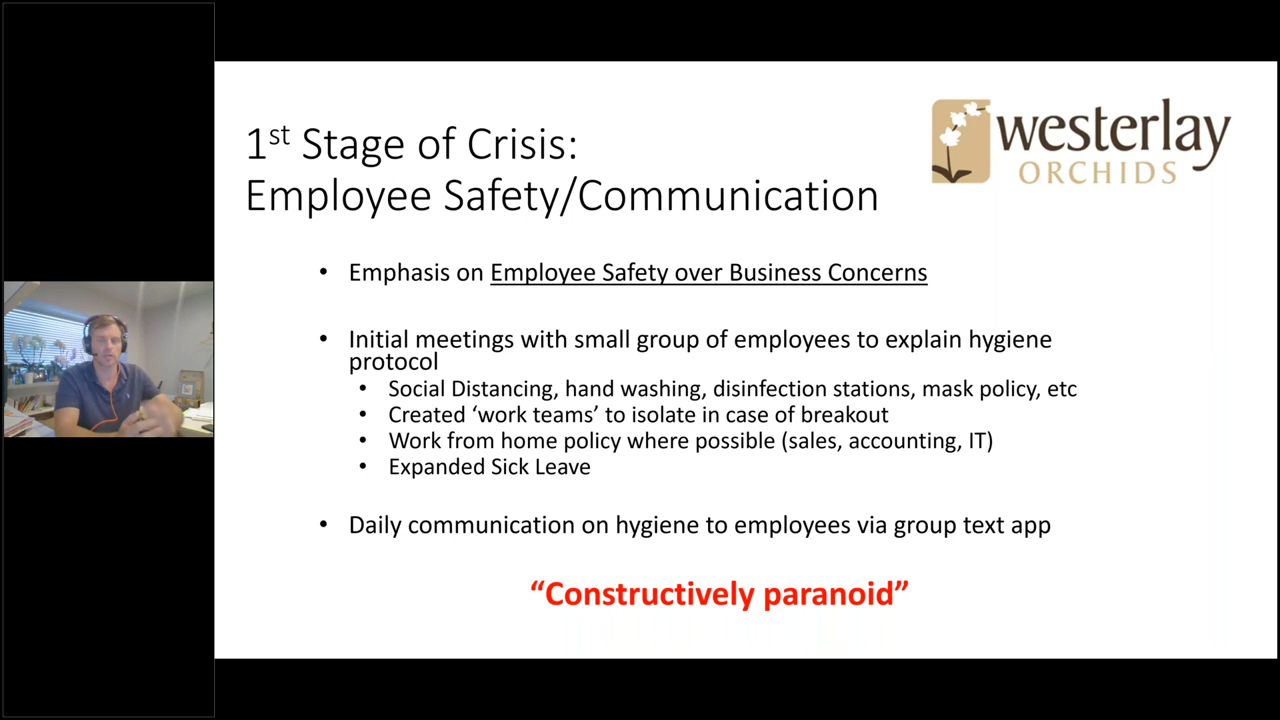 westerlay
ORCHIDS
1st Stage of Crisis:
Employee Safety/Communication
• Emphasis on Employee Safety over Business Concerns
• Initial meetings with small group of employees to explain hygiene
protocol
• Social Distancing, hand washing, disinfection stations, mask policy, etc
• Created ‘work teams’ to isolate in case of breakout
• Work from home policy where possible (sales, accounting, IT)
• Expanded Sick Leave
• Daily communication on hygiene to employees via group text app
“Constructively paranoid”